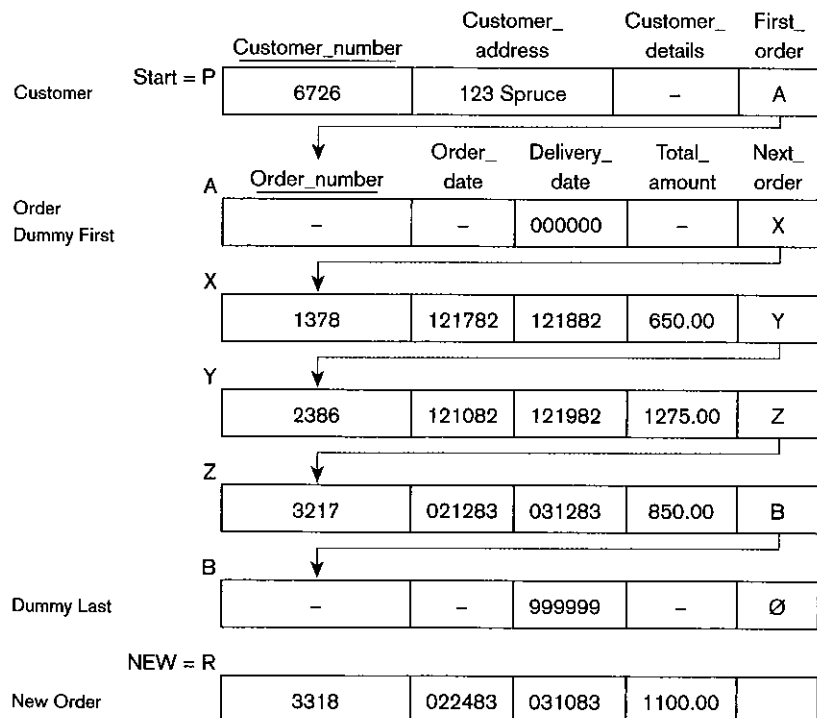 Customer_ Customer_ First_
Customer_number address details order
Start = P
Customer 6726 123 Spruce – A
Order_ Delivery_ Total_ Next_
A Order_number date date amount order
Order
Dummy First – – 000000 – X
X
1378 121782 121882 650.00 Y
Y
2386 121082 121982 1275.00 Z
Z
3217 021283 031283 850.00 B
B
Dummy Last – – 999999 – Ø
NEW = R
New Order 3318 022483 031083 1100.00